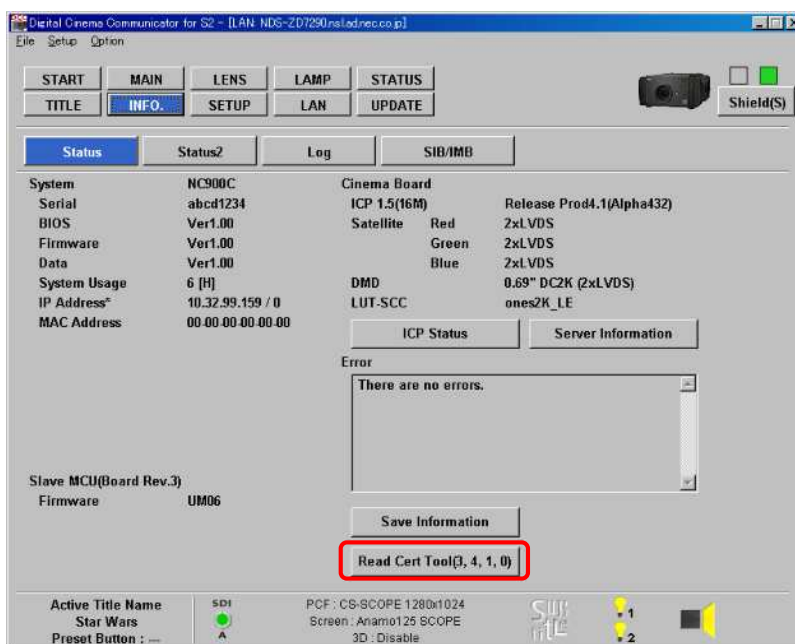 Digital Cinema Communicator for S2 - [LAN: NDS-ZD7290.nsl.ad.nec.co.jp]
File Setup Option
START MAIN LENS LAMP STATUS
TITLE INFO. SETUP LAN UPDATE
Shield(S)
Status Status2 Log SIB/IMB
System NC900C Cinema Board
Serial abcd1234 ICP 1.5(16M) Release Prod4.1(Alpha432)
BIOS Ver1.00 Satellite Red 2xLVDS
Firmware Ver1.00 Green 2xLVDS
Data Ver1.00 Blue 2xLVDS
System Usage 6 [H] DMD 0.69" DC2K (2xLVDS)
IP Address* 10.32.99.159 / 0 LUT-SCC ones2K_LE
MAC Address 00-00-00-00-00-00
ICP Status Server Information
Error
There are no errors.
Slave MCU(Board Rev.3)
Firmware UM06
Save Information
Read Cert Tool(3, 4, 1, 0)
Active Title Name SDI PCF : CS-SCOPE 1280x1024
Star Wars Screen : Anamo125 SCOPE 1
Preset Button : --- A 3D : Disable 2